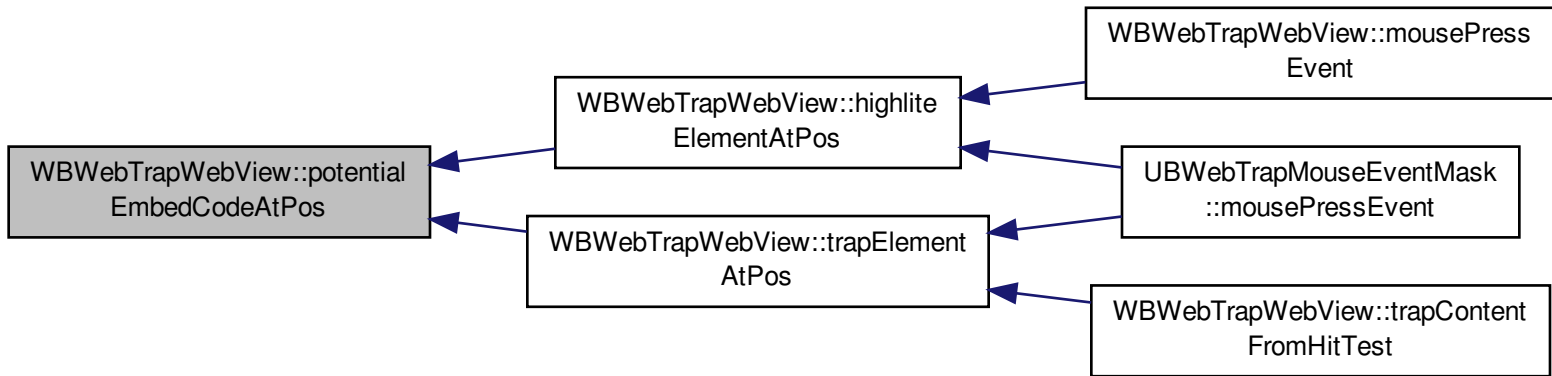 WBWebTrapWebView::potential
EmbedCodeAtPos
WBWebTrapWebView::highlite
ElementAtPos
WBWebTrapWebView::trapElement
AtPos
WBWebTrapWebView::mousePress
Event
UBWebTrapMouseEventMask
::mousePressEvent
WBWebTrapWebView::trapContent
FromHitTest